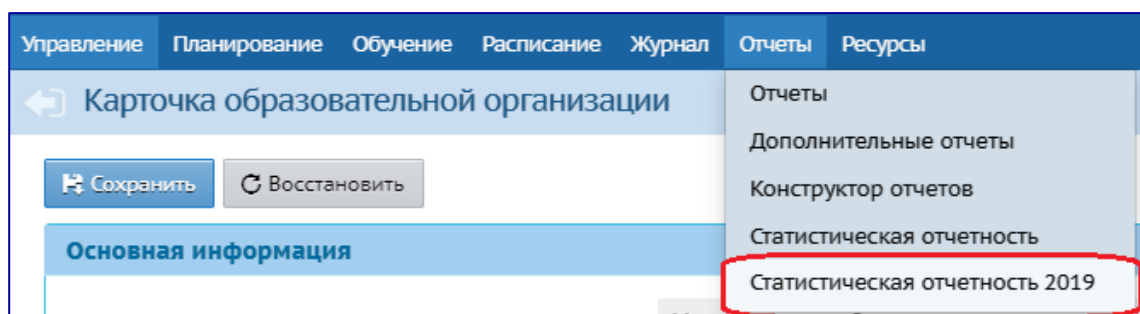 Управление Планирование Обучение Расписание Журнал Отчеты Ресурсы
Карточка образовательной организации
Сохранить Восстановить
Основная информация
Отчеты
Дополнительные отчеты
Конструктор отчетов
Статистическая отчетность
Статистическая отчетность 2019